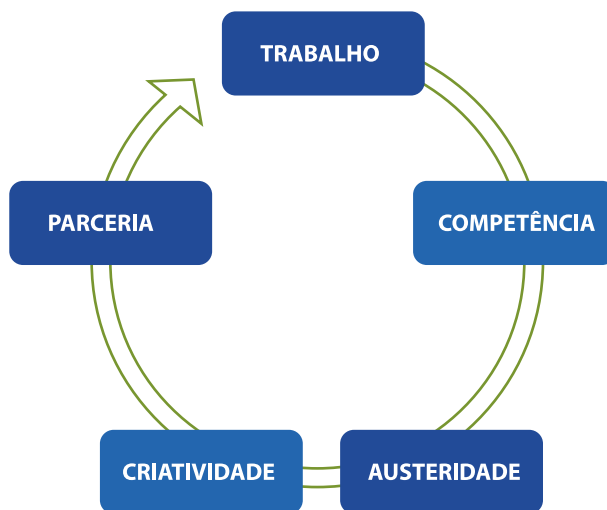 TRABALHO
COMPETÊNCIA
AUSTERIDADE
CRIATIVIDADE
PARCERIA